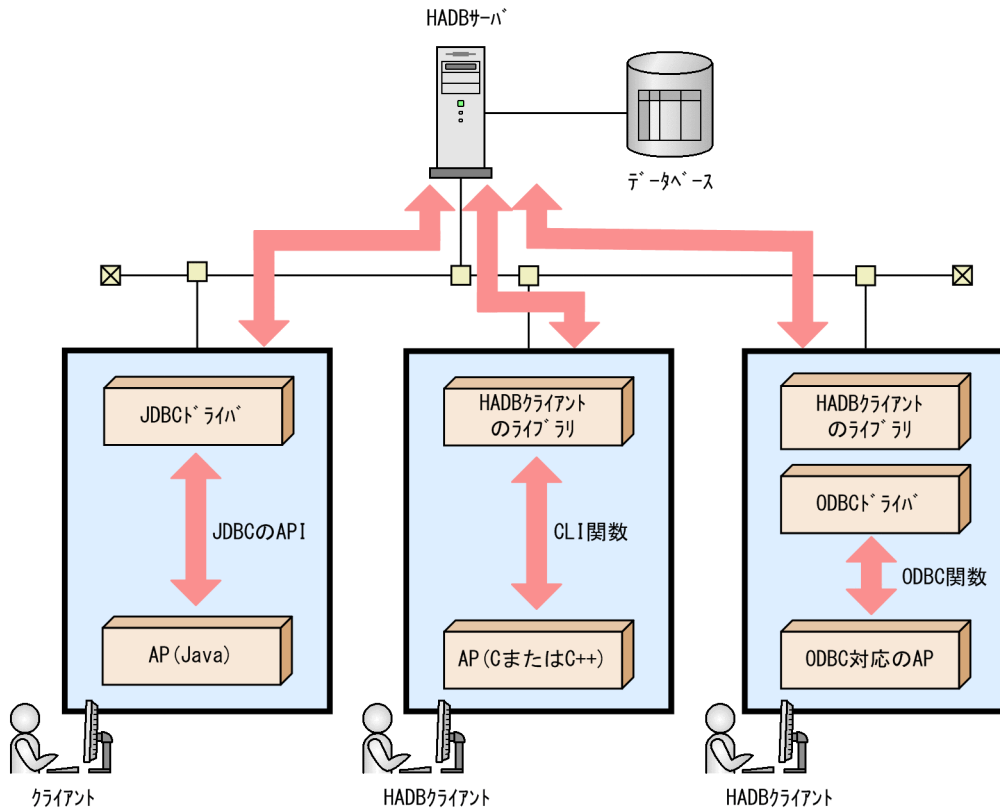 HADBｻｰﾊﾞ
ﾃﾞｰﾀﾍﾞｰｽ
JDBCﾄﾞﾗｲﾊﾞ
JDBCのAPI
AP(Java)
ｸﾗｲｱﾝﾄ
HADBｸﾗｲｱﾝﾄ
のﾗｲﾌﾞﾗﾘ
CLI関数
AP(CまたはC++)
HADBｸﾗｲｱﾝﾄ
HADBｸﾗｲｱﾝﾄ
のﾗｲﾌﾞﾗﾘ
ODBCﾄﾞﾗｲﾊﾞ
ODBC関数
ODBC対応のAP
HADBｸﾗｲｱﾝﾄ